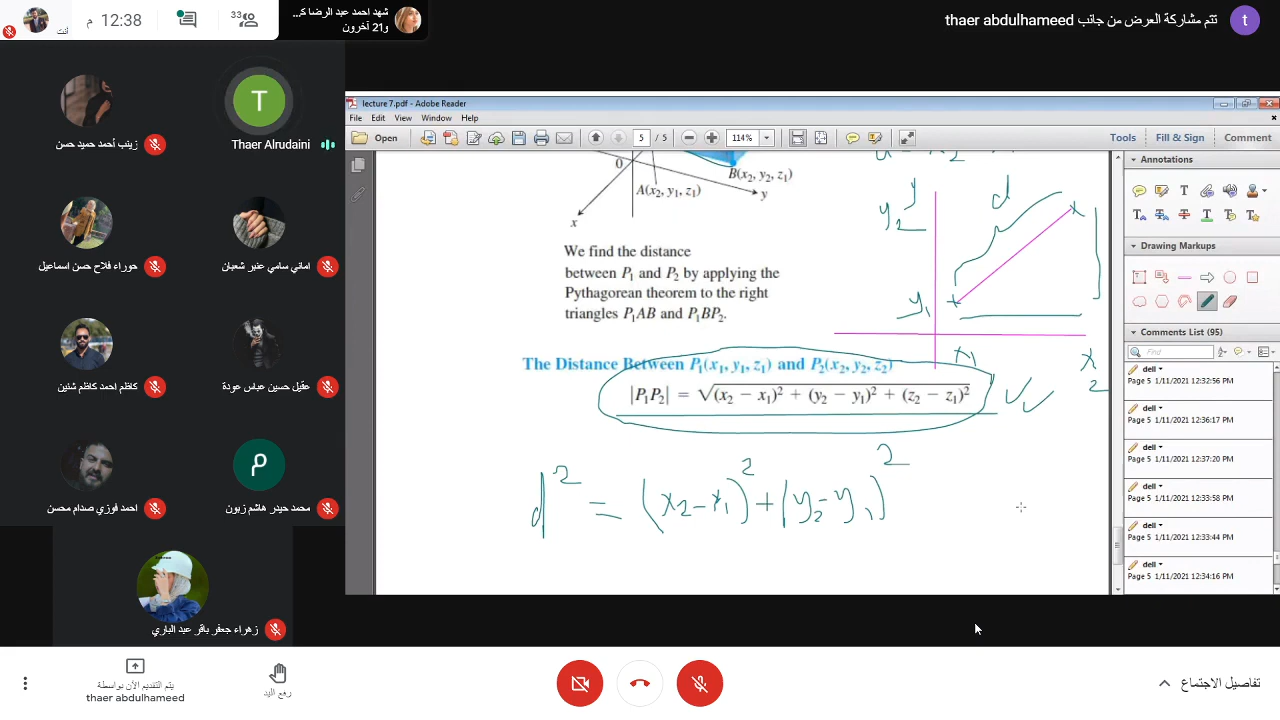 33
12:38 م
أنت
شهد احمد عبد الرضا ك...
و21 آخرون
تتم مشاركة العرض من جانب thaer abdulhameed
t
زينب أحمد حميد حسن
T
Thaer Alrudaini
حوراء فلاح حسن اسماعيل
اماني سامي عنبر شعبان
كاظم احمد كاظم شنين
عقيل حسين عباس عودة
احمد فوزي صدام محسن
محمد حيدر هاشم زبون
زهراء جعفر باقر عبد الباري
lecture 7.pdf - Adobe Reader
File Edit View Window Help
Open 5 / 5 114% Tools Fill & Sign Comment
0
B(x₂, y₂, z₁)
A(x₂, y₁, z₁)
y
x
We find the distance
between P₁ and P₂ by applying the
Pythagorean theorem to the right
triangles P₁AB and P₁BP₂.
y
y₂
d
y₁
x₁
x
2
The Distance Between P₁(x₁, y₁, z₁) and P₂(x₂, y₂, z₂)
|P₁P₂| = √(x₂ − x₁)² + (y₂ − y₁)² + (z₂ − z₁)²
d² = (x₂-x₁)² + (y₂-y₁)²
Annotations
Drawing Markups
Comments List (95)
Find
dell
Page 5 1/11/2021 12:32:56 PM
dell
Page 5 1/11/2021 12:36:17 PM
dell
Page 5 1/11/2021 12:37:20 PM
dell
Page 5 1/11/2021 12:33:58 PM
dell
Page 5 1/11/2021 12:33:44 PM
dell
Page 5 1/11/2021 12:34:16 PM
يتم التقديم الآن بواسطة
thaer abdulhameed
رفع اليد
تفاصيل الاجتماع